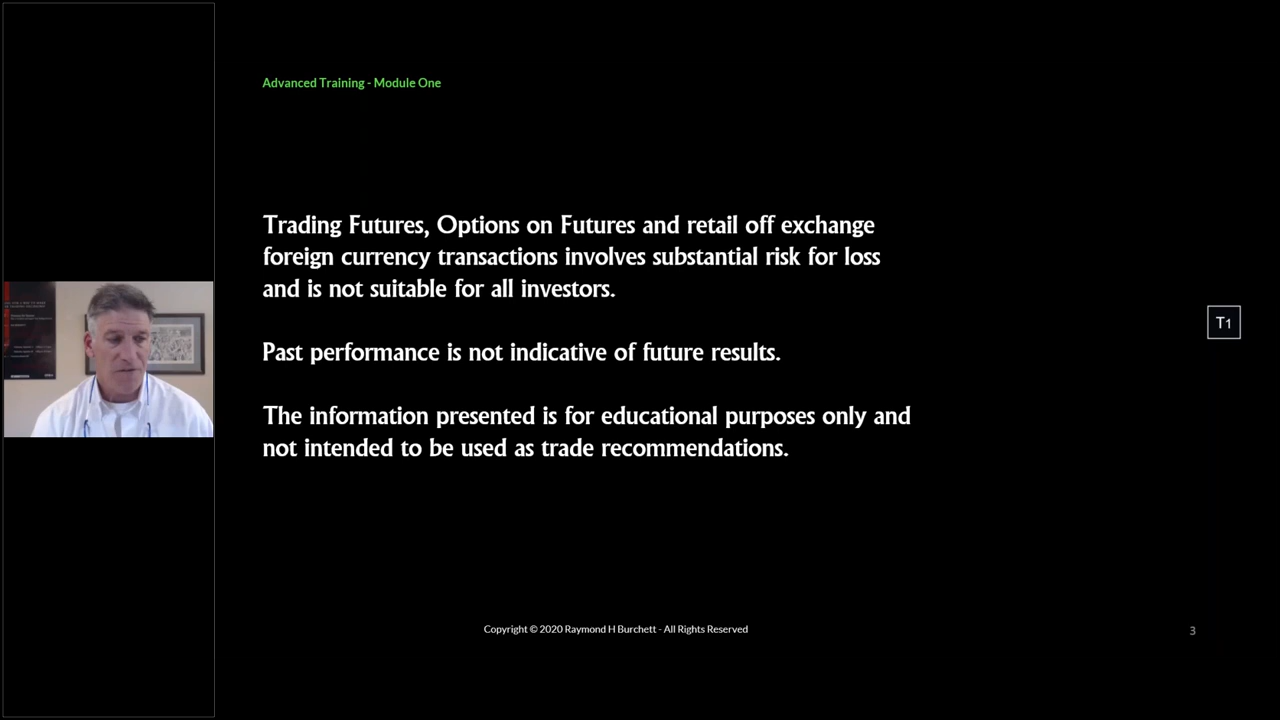 Advanced Training - Module One
Trading Futures, Options on Futures and retail off exchange
foreign currency transactions involves substantial risk for loss
and is not suitable for all investors.
Past performance is not indicative of future results.
The information presented is for educational purposes only and
not intended to be used as trade recommendations.
T1
Copyright © 2020 Raymond H Burchett - All Rights Reserved
3